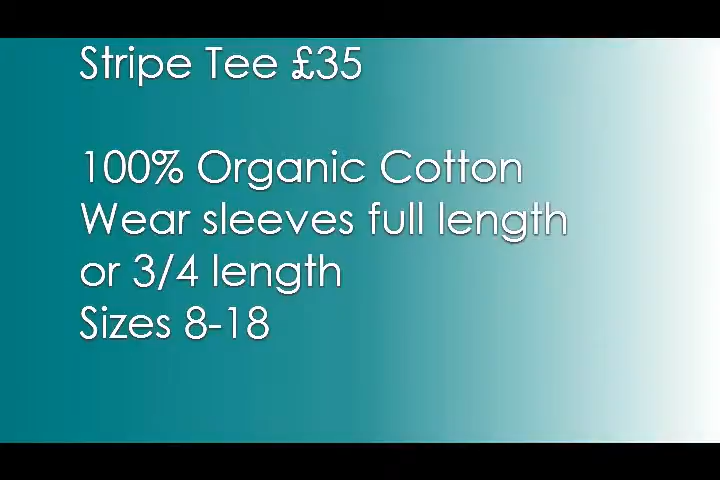 Stripe Tee £35
100% Organic Cotton
Wear sleeves full length
or 3/4 length
Sizes 8-18